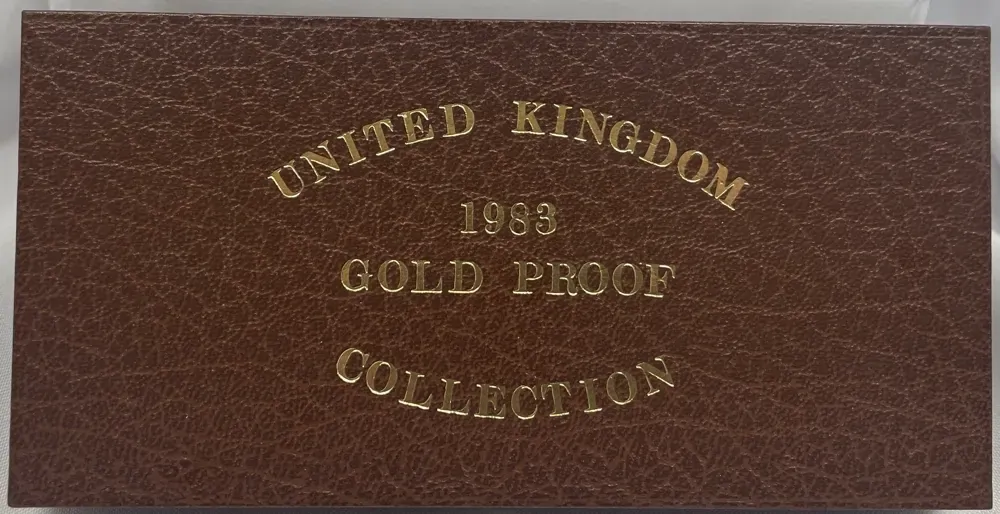 UNITED KINGDOM
1983
GOLD PROOF
COLLECTION